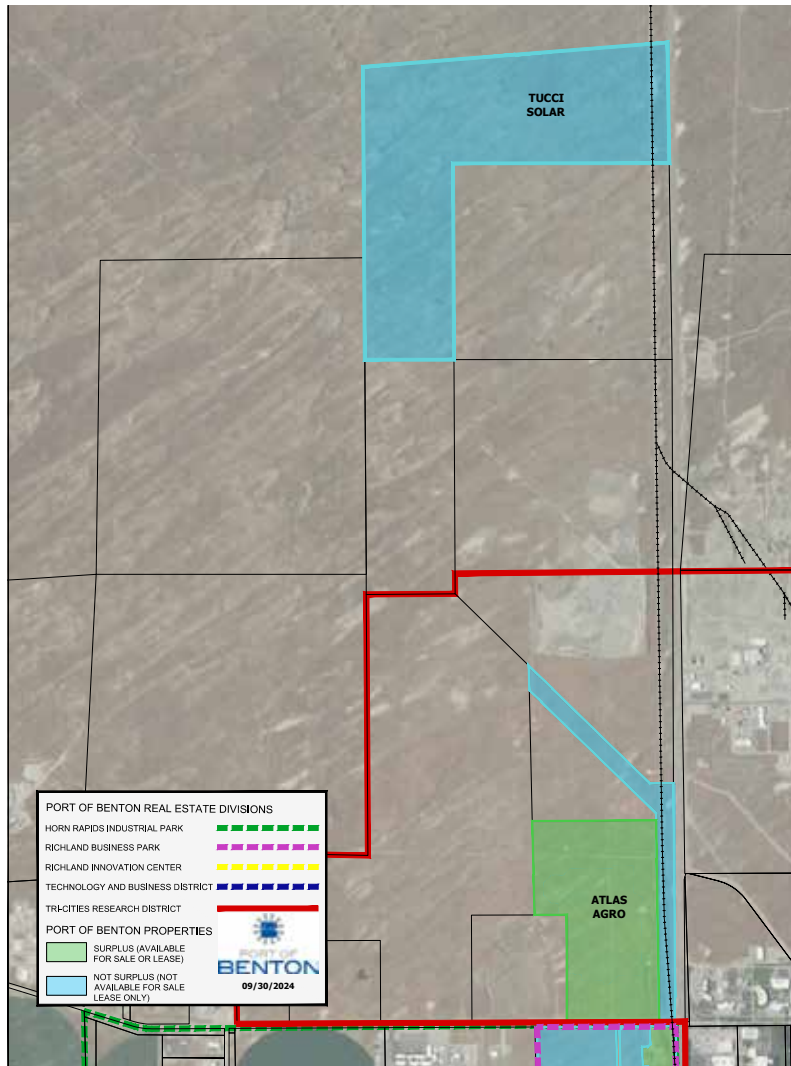 TUCCI
SOLAR
ATLAS
AGRO
PORT OF BENTON REAL ESTATE DIVISIONS
HORN RAPIDS INDUSTRIAL PARK
RICHLAND BUSINESS PARK
RICHLAND INNOVATION CENTER
TECHNOLOGY AND BUSINESS DISTRICT
TRI-CITIES RESEARCH DISTRICT
PORT OF BENTON PROPERTIES
SURPLUS (AVAILABLE
FOR SALE OR LEASE)
NOT SURPLUS (NOT
AVAILABLE FOR SALE
LEASE ONLY)
PORT OF
BENTON
09/30/2024